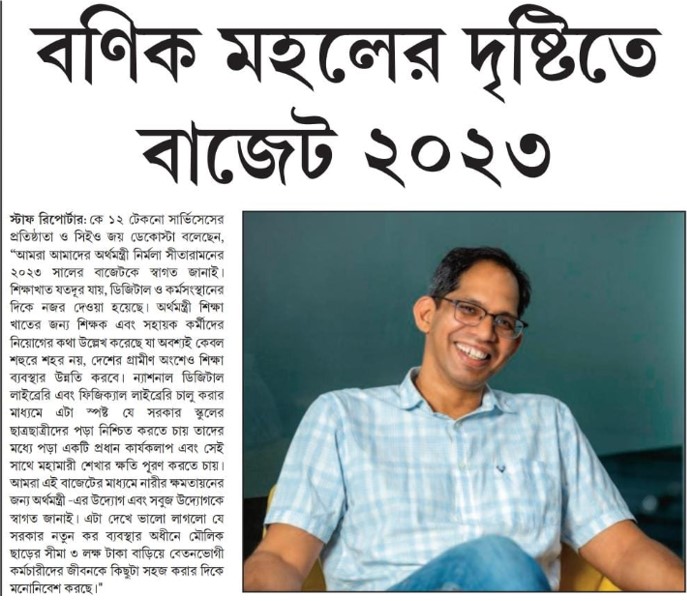 বণিক মহলের দৃষ্টিতে
বাজেট ২০২৩
স্টাফ রিপোর্টার: কে ১২ টেকনো সার্ভিসেসের
প্রতিষ্ঠাতা ও সিইও জয় ডেকোস্টা বলেছেন,
“আমরা আমাদের অর্থমন্ত্রী নির্মলা সীতারামনের
২০২৩ সালের বাজেটকে স্বাগত জানাই।
শিক্ষাখাত যতদূর যায়, ডিজিটাল ও কর্মসংস্থানের
দিকে নজর দেওয়া হয়েছে। অর্থমন্ত্রী শিক্ষা
খাতের জন্য শিক্ষক এবং সহায়ক কর্মীদের
নিয়োগের কথা উল্লেখ করেছে যা অবশ্যই কেবল
শহুরে শহর নয়, দেশের গ্রামীণ অংশেও শিক্ষা
ব্যবস্থার উন্নতি করবে। ন্যাশনাল ডিজিটাল
লাইব্রেরি এবং ফিজিক্যাল লাইব্রেরি চালু করার
মাধ্যমে এটা স্পষ্ট যে সরকার স্কুলের
ছাত্রছাত্রীদের পড়া নিশ্চিত করতে চায় তাদের
মধ্যে পড়া একটি প্রধান কার্যকলাপ এবং সেই
সাথে মহামারী শেখার ক্ষতি পূরণ করতে চায়।
আমরা এই বাজেটের মাধ্যমে নারীর ক্ষমতায়নের
জন্য অর্থমন্ত্রী -এর উদ্যোগ এবং সবুজ উদ্যোগকে
স্বাগত জানাই। এটা দেখে ভালো লাগলো যে
সরকার নতুন কর ব্যবস্থার অধীনে মৌলিক
ছাড়ের সীমা ৩ লক্ষ টাকা বাড়িয়ে বেতনভোগী
কর্মচারীদের জীবনকে কিছুটা সহজ করার দিকে
মনোনিবেশ করছে।"